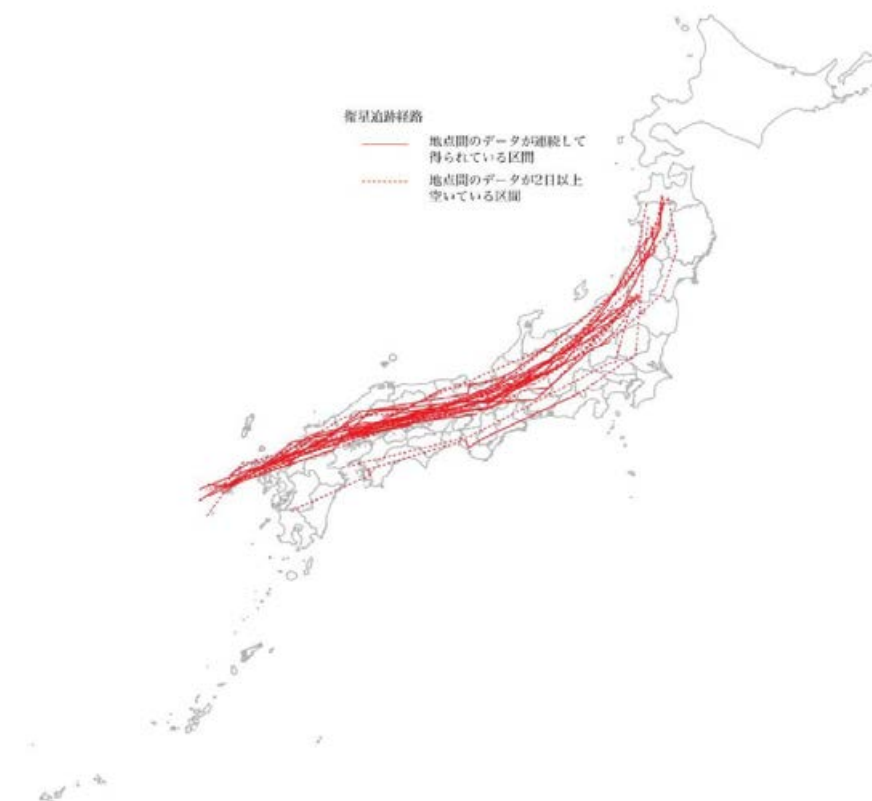 衛星追跡経路
地点間のデータが連続して
得られている区間
地点間のデータが2日以上
空いている区間